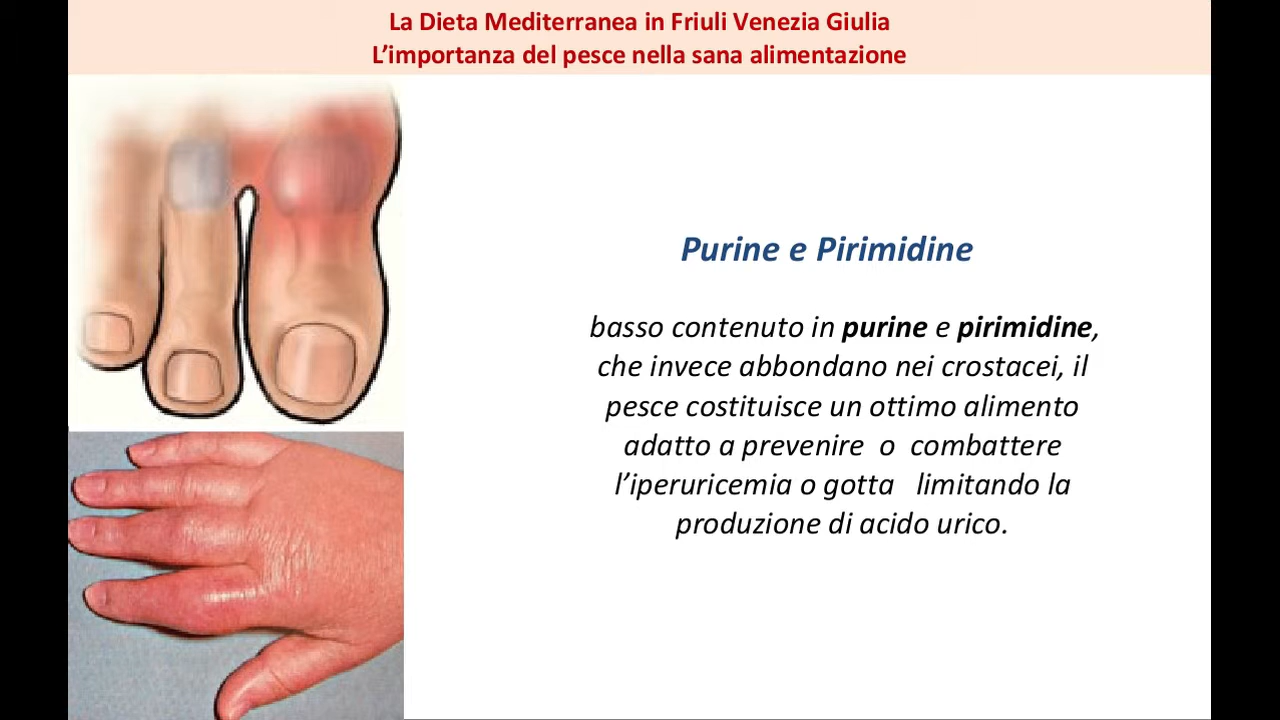 La Dieta Mediterranea in Friuli Venezia Giulia
L’importanza del pesce nella sana alimentazione
Purine e Pirimidine
basso contenuto in purine e pirimidine,
che invece abbondano nei crostacei, il
pesce costituisce un ottimo alimento
adatto a prevenire o combattere
l’iperuricemia o gotta limitando la
produzione di acido urico.